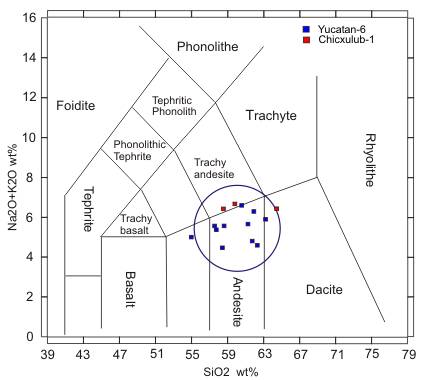 16
14
12
10
8
6
4
2
0
Na2O+K2O wt%
Yucatan-6
Chicxulub-1
Phonolithe
Foidite
Tephritic
Phonolith
Trachyte
Phonolithic
Tephrite
Trachy
andesite
Rhyolithe
Tephrite
Trachy
basalt
Basalt
Andesite
Dacite
39 43 47 51 55 59 63 67 71 75 79
SiO2 wt%